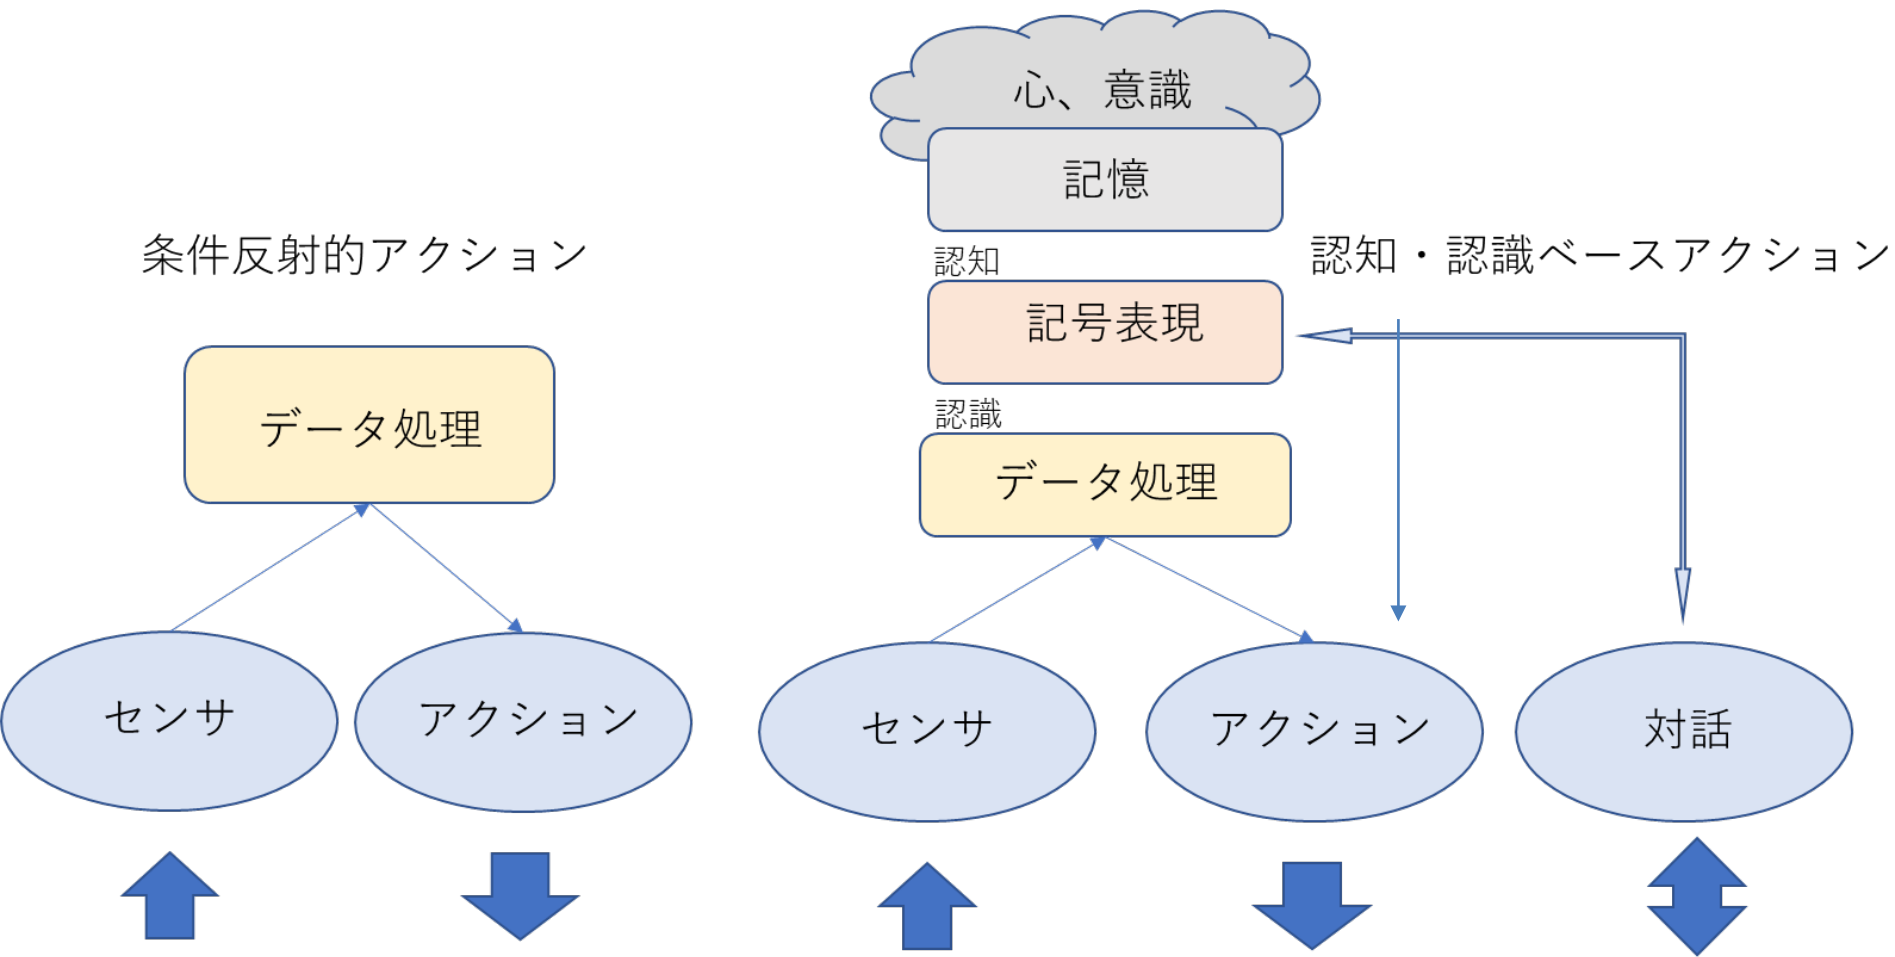 条件反射的アクション
データ処理
センサ
アクション
心、意識
記憶
認知
記号表現
認識
データ処理
認知・認識ベースアクション
センサ
アクション
対話